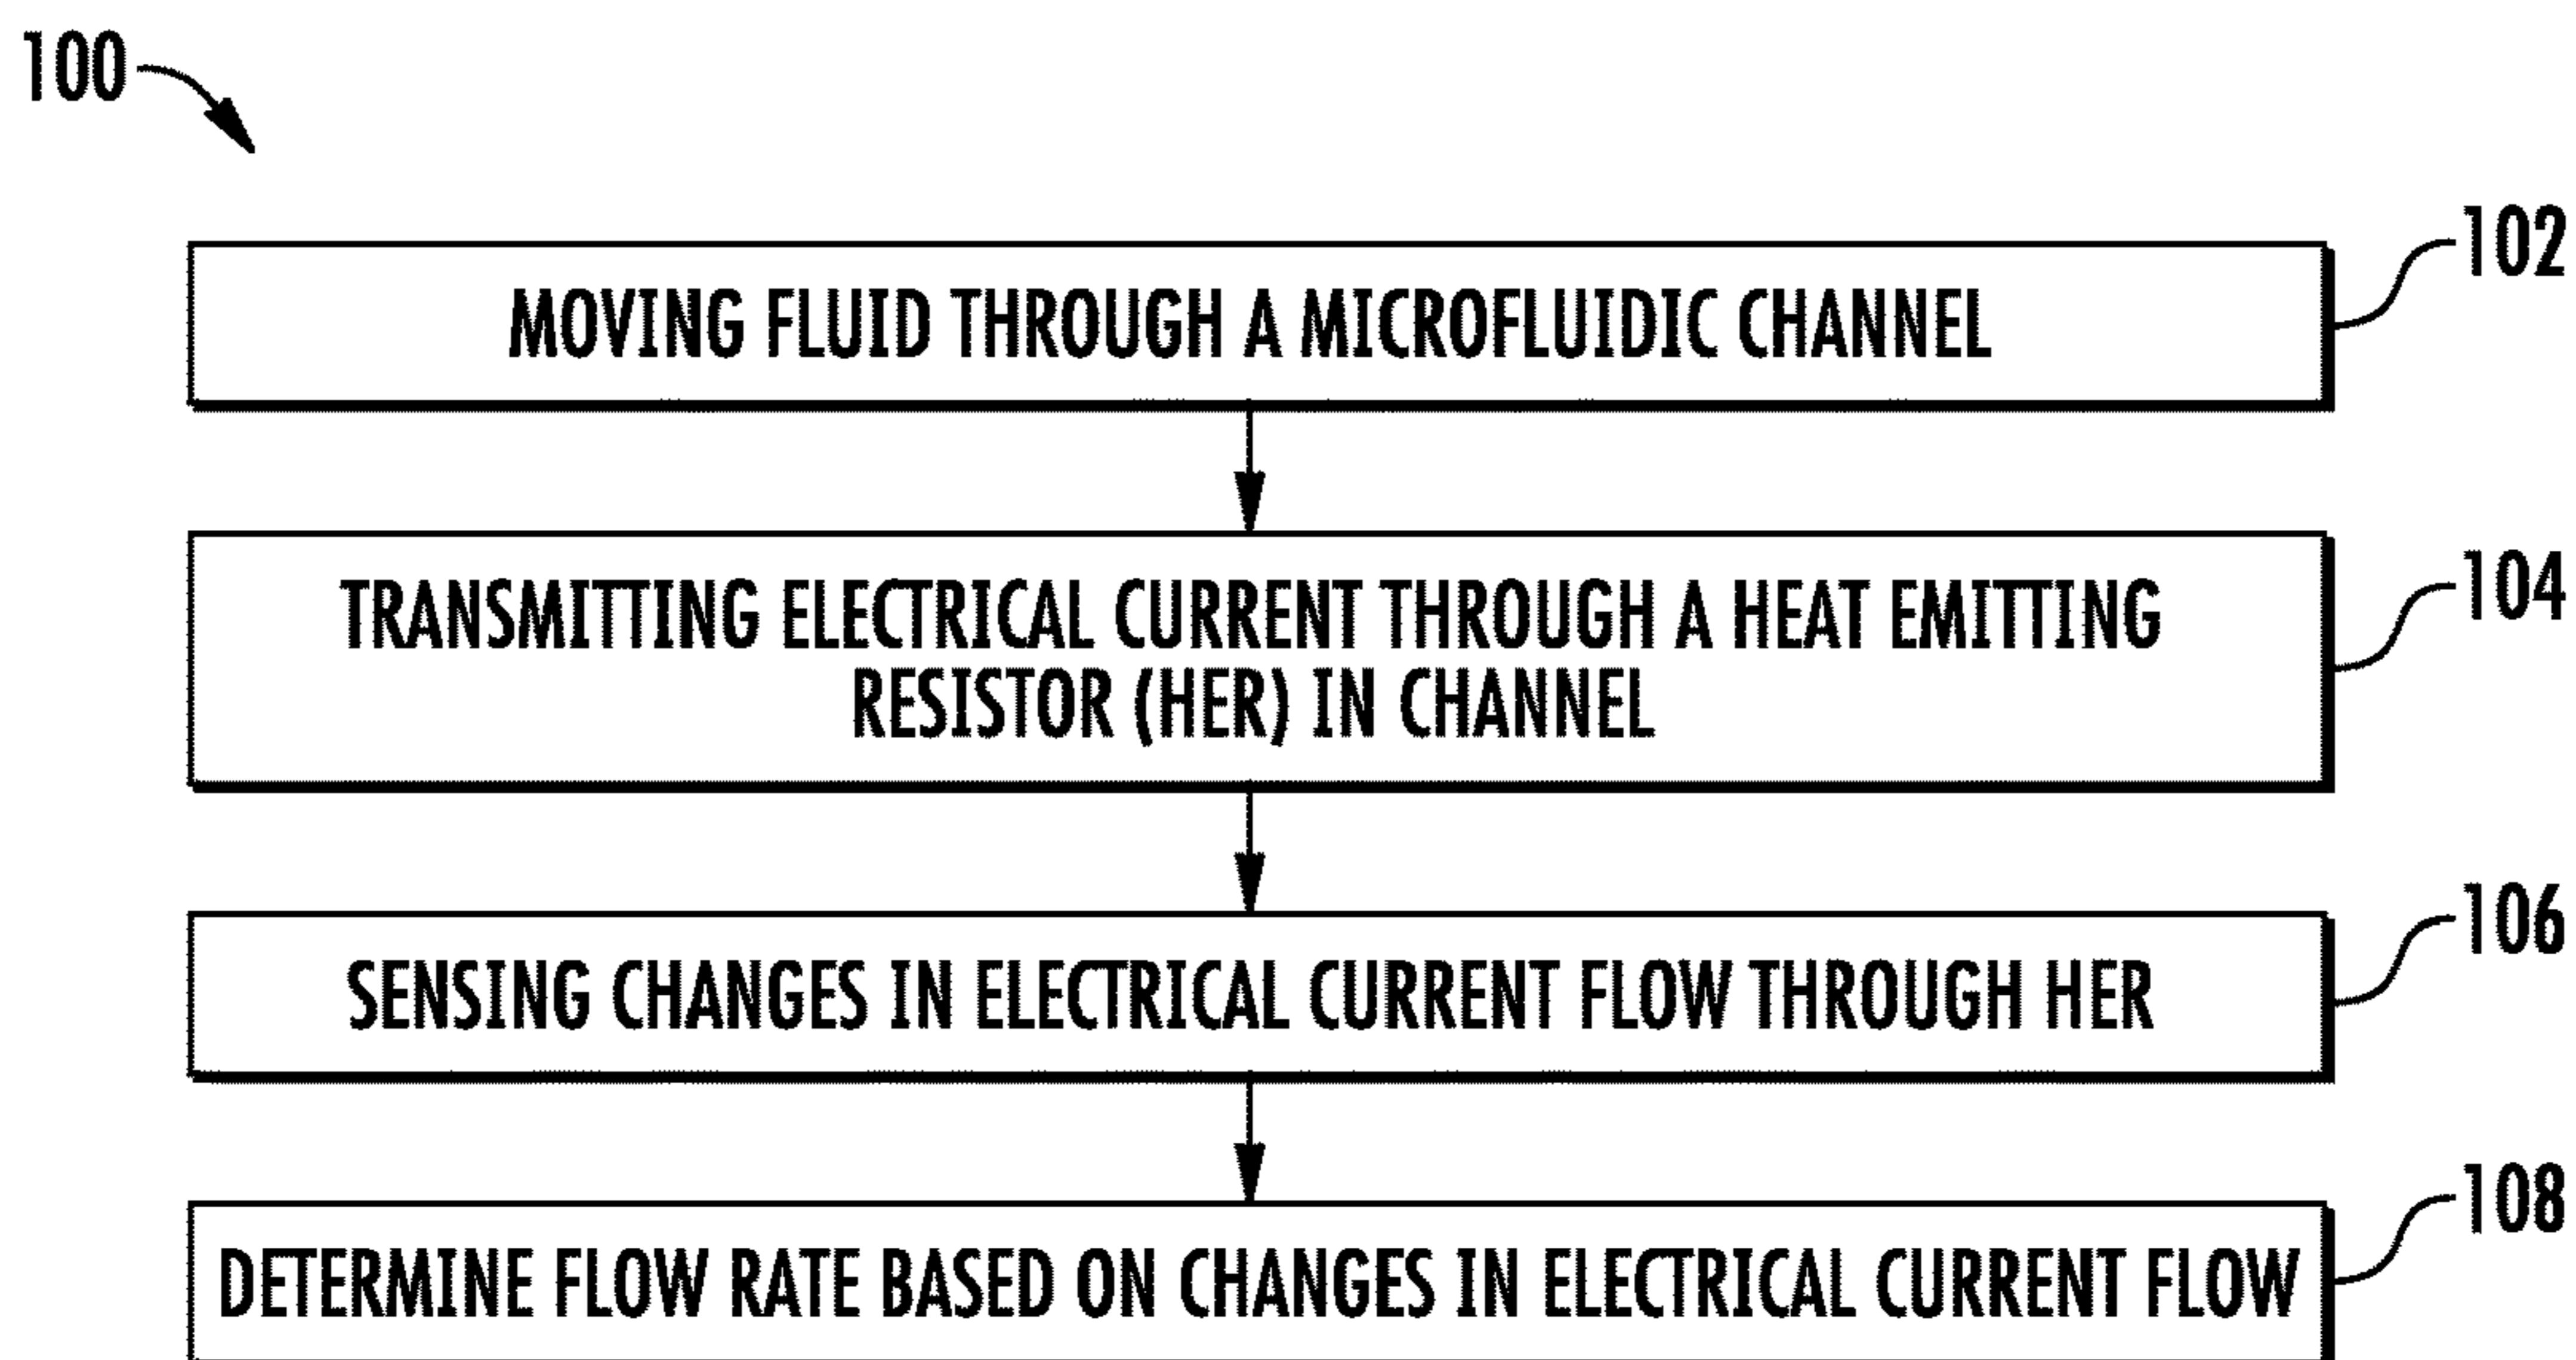 100
102
MOVING FLUID THROUGH A MICROFLUIDIC CHANNEL
104
TRANSMITTING ELECTRICAL CURRENT THROUGH A HEAT EMITTING
RESISTOR (HER) IN CHANNEL
106
SENSING CHANGES IN ELECTRICAL CURRENT FLOW THROUGH HER
108
DETERMINE FLOW RATE BASED ON CHANGES IN ELECTRICAL CURRENT FLOW